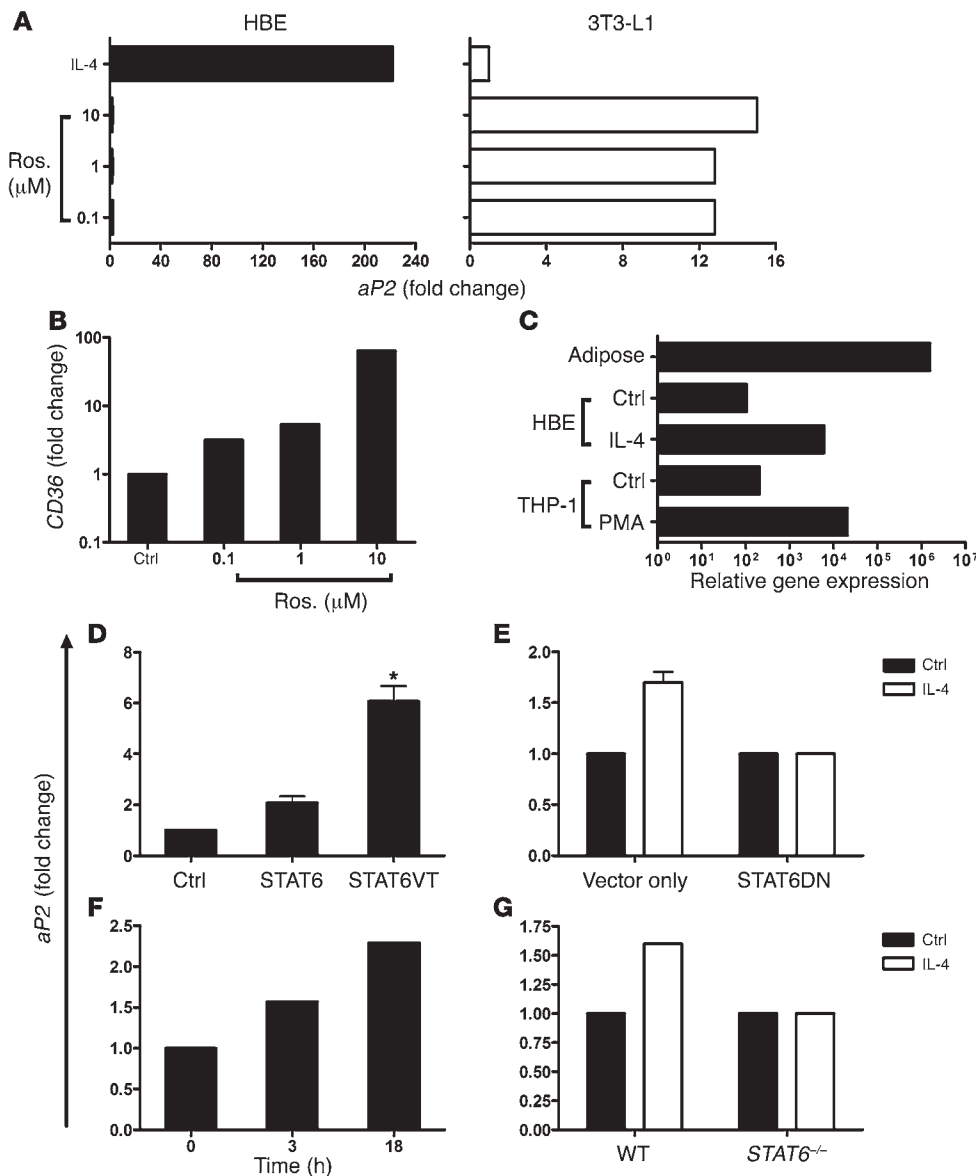 A
HBE
3T3-L1
IL-4
10
1
0.1
Ros.
(μM)
0 40 80 120 160 200 240
0 4 8 12 16
aP2 (fold change)
B
CD36 (fold change)
100
10
1
0.1
Ctrl 0.1 1 10
Ros. (μM)
C
Adipose
HBE
Ctrl
IL-4
THP-1
Ctrl
PMA
10⁰ 10¹ 10² 10³ 10⁴ 10⁵ 10⁶ 10⁷
Relative gene expression
aP2 (fold change)
D
8
6
4
2
0
*
Ctrl STAT6 STAT6VT
E
2.0
1.5
1.0
0.5
0.0
Vector only STAT6DN
Ctrl
IL-4
F
2.5
2.0
1.5
1.0
0.5
0.0
0 3 18
Time (h)
G
1.75
1.50
1.25
1.00
0.75
0.50
0.25
0.00
WT STAT6⁻/⁻
Ctrl
IL-4